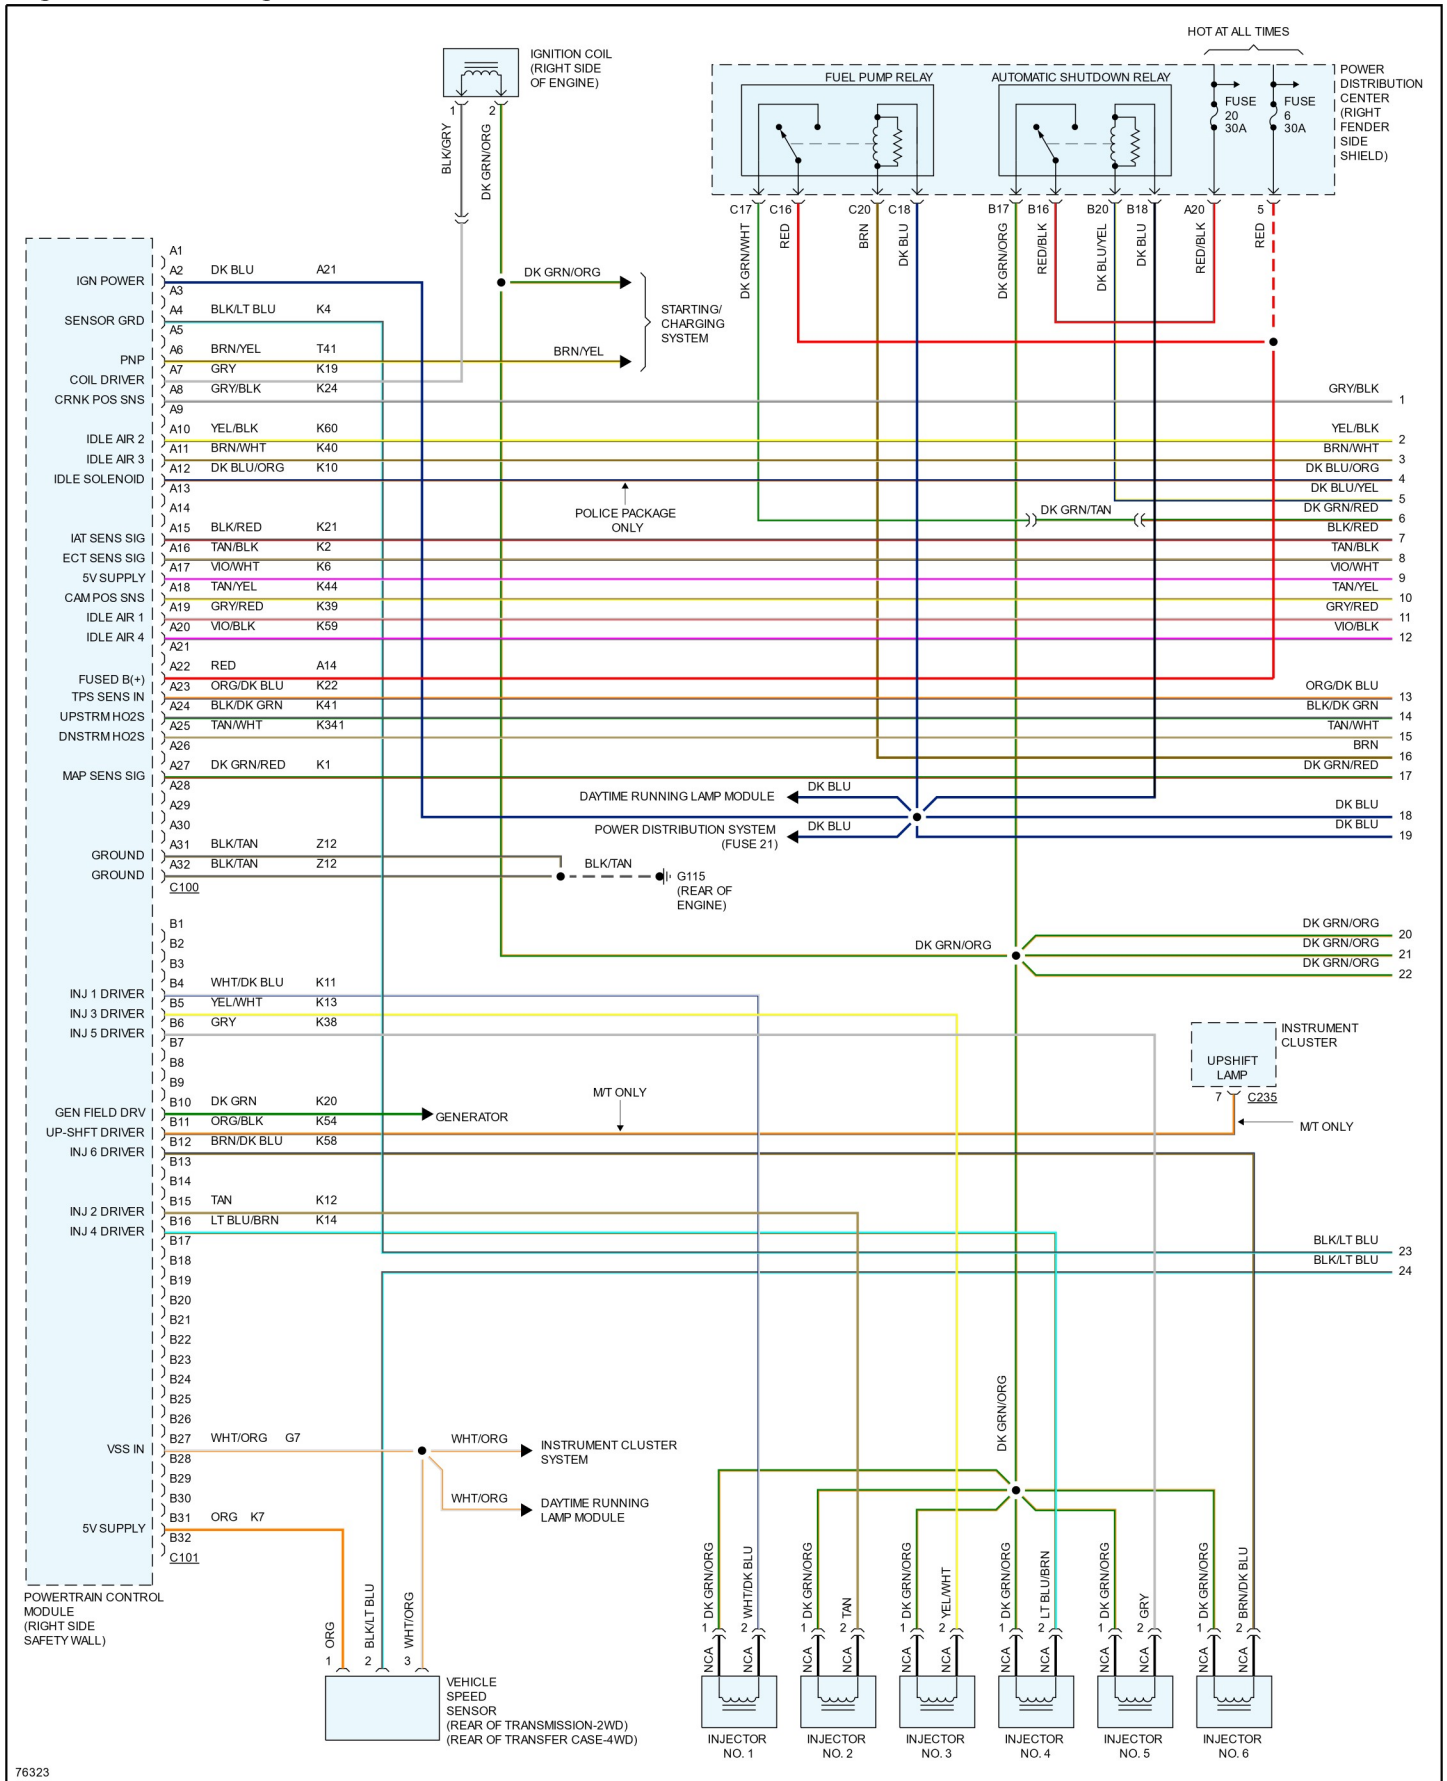 HOT AT ALL TIMES
IGNITION COIL
(RIGHT SIDE
OF ENGINE)
FUEL PUMP RELAY
AUTOMATIC SHUTDOWN RELAY
FUSE
20
30A
FUSE
6
30A
POWER
DISTRIBUTION
CENTER
(RIGHT
FENDER
SIDE
SHIELD)
1
2
BLK/GRY
DK GRN/ORG
C17
C16
C20
C18
B17
B16
B20
B18
A20
5
DK GRN/WHT
RED
BRN
DK BLU
DK GRN/ORG
RED/BLK
DK BLU/YEL
DK BLU
RED/BLK
RED
DK GRN/ORG
BRN/YEL
STARTING/
CHARGING
SYSTEM
A1
A2 DK BLU A21
IGN POWER
A3
A4 BLK/LT BLU K4
SENSOR GRD
A5
A6 BRN/YEL T41
PNP
A7 GRY K19
COIL DRIVER
A8 GRY/BLK K24
CRNK POS SNS
A9
A10 YEL/BLK K60
IDLE AIR 2
A11 BRN/WHT K40
IDLE AIR 3
A12 DK BLU/ORG K10
IDLE SOLENOID
A13
A14
A15 BLK/RED K21
IAT SENS SIG
A16 TAN/BLK K2
ECT SENS SIG
A17 VIO/WHT K6
5V SUPPLY
A18 TAN/YEL K44
CAM POS SNS
A19 GRY/RED K39
IDLE AIR 1
A20 VIO/BLK K59
IDLE AIR 4
A21
A22 RED A14
FUSED B(+)
A23 ORG/DK BLU K22
TPS SENS IN
A24 BLK/DK GRN K41
UPSTRM HO2S
A25 TAN/WHT K341
DNSTRM HO2S
A26
A27 DK GRN/RED K1
MAP SENS SIG
A28
A29
A30
A31 BLK/TAN Z12
GROUND
A32 BLK/TAN Z12
GROUND
C100
POLICE PACKAGE
ONLY
DK GRN/TAN
GRY/BLK 1
YEL/BLK 2
BRN/WHT 3
DK BLU/ORG 4
DK BLU/YEL 5
DK GRN/RED 6
BLK/RED 7
TAN/BLK 8
VIO/WHT 9
TAN/YEL 10
GRY/RED 11
VIO/BLK 12
ORG/DK BLU 13
BLK/DK GRN 14
TAN/WHT 15
BRN 16
DK GRN/RED 17
DK BLU 18
DK BLU 19
DAYTIME RUNNING LAMP MODULE
DK BLU
POWER DISTRIBUTION SYSTEM
(FUSE 21)
DK BLU
BLK/TAN
G115
(REAR OF
ENGINE)
DK GRN/ORG
DK GRN/ORG 20
DK GRN/ORG 21
DK GRN/ORG 22
B1
B2
B3
B4 WHT/DK BLU K11
INJ 1 DRIVER
B5 YEL/WHT K13
INJ 3 DRIVER
B6 GRY K38
INJ 5 DRIVER
B7
B8
B9
B10 DK GRN K20
GEN FIELD DRV
B11 ORG/BLK K54
UP-SHFT DRIVER
B12 BRN/DK BLU K58
INJ 6 DRIVER
B13
B14
B15 TAN K12
INJ 2 DRIVER
B16 LT BLU/BRN K14
INJ 4 DRIVER
B17
B18
B19
B20
B21
B22
B23
B24
B25
B26
B27 WHT/ORG G7
VSS IN
B28
B29
B30
B31 ORG K7
5V SUPPLY
B32
C101
GENERATOR
M/T ONLY
INSTRUMENT
CLUSTER
UPSHIFT
LAMP
7 C235
M/T ONLY
BLK/LT BLU 23
BLK/LT BLU 24
WHT/ORG
INSTRUMENT CLUSTER
SYSTEM
WHT/ORG
DAYTIME RUNNING
LAMP MODULE
DK GRN/ORG
POWERTRAIN CONTROL
MODULE
(RIGHT SIDE
SAFETY WALL)
1 ORG
2 BLK/LT BLU
3 WHT/ORG
VEHICLE
SPEED
SENSOR
(REAR OF TRANSMISSION-2WD)
(REAR OF TRANSFER CASE-4WD)
1 DK GRN/ORG
2 WHT/DK BLU
1 DK GRN/ORG
2 TAN
1 DK GRN/ORG
2 YEL/WHT
1 DK GRN/ORG
2 LT BLU/BRN
1 DK GRN/ORG
2 GRY
1 DK GRN/ORG
2 BRN/DK BLU
NCA NCA NCA NCA NCA NCA NCA NCA NCA NCA NCA NCA
INJECTOR
NO. 1
INJECTOR
NO. 2
INJECTOR
NO. 3
INJECTOR
NO. 4
INJECTOR
NO. 5
INJECTOR
NO. 6
76323